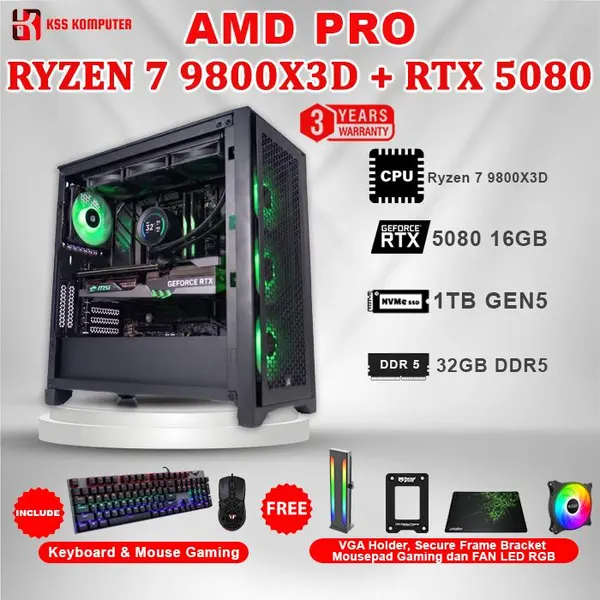 KSS KOMPUTER
AMD PRO
RYZEN 7 9800X3D + RTX 5080
3 YEARS
WARRANTY
CPU
Ryzen 7 9800X3D
GEFORCE
RTX
5080 16GB
NVMe SSD
1TB GEN5
DDR 5
32GB DDR5
32
msi
GEFORCE RTX
INCLUDE
Keyboard & Mouse Gaming
FREE
VGA Holder, Secure Frame Bracket
Mousepad Gaming dan FAN LED RGB